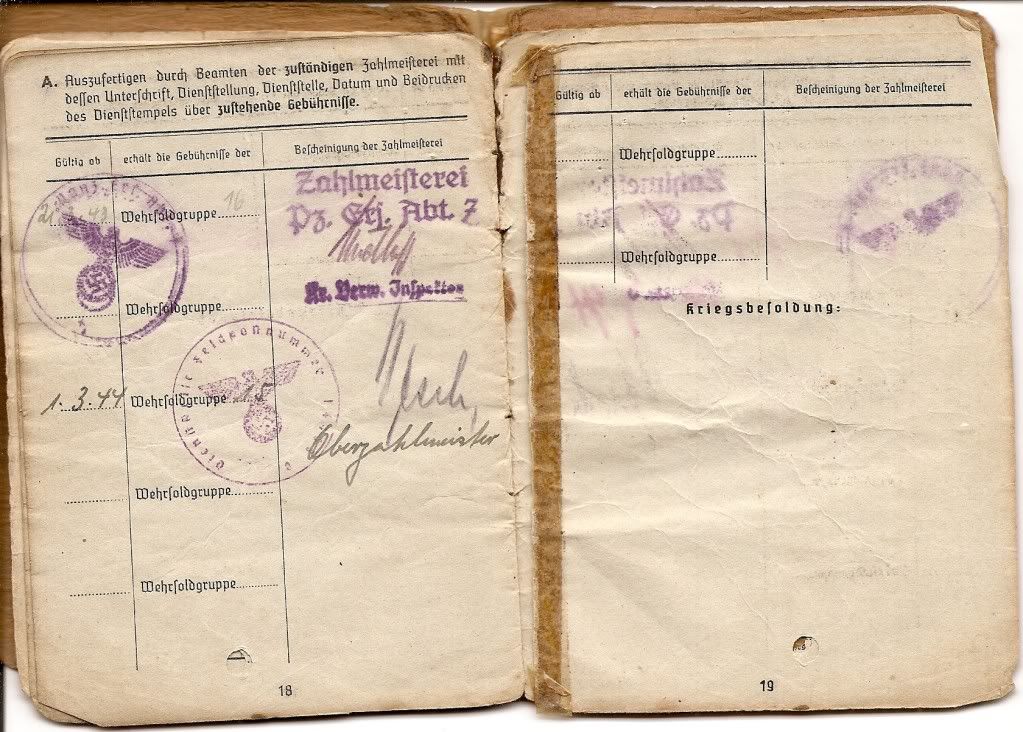 A. Auszufertigen durch Beamten der zuständigen Zahlmeisterei mit
dessen Unterschrift, Dienststellung, Dienststelle, Datum und Beidrucken
des Dienststempels über zustehende Gebührnisse.
Gültig ab erhält die Gebührnisse der Bescheinigung der Zahlmeisterei
Zahlmeisterei
Pz. Ers. Abt. 7
Wehrsoldgruppe 16
Kr. Verw. Inspektor
Wehrsoldgruppe
Feldpostnummer
1.3.44 Wehrsoldgruppe 15
Oberzahlmeister
Wehrsoldgruppe
Wehrsoldgruppe
18
Gültig ab erhält die Gebührnisse der Bescheinigung der Zahlmeisterei
Wehrsoldgruppe
Wehrsoldgruppe
Kriegsbesoldung:
19